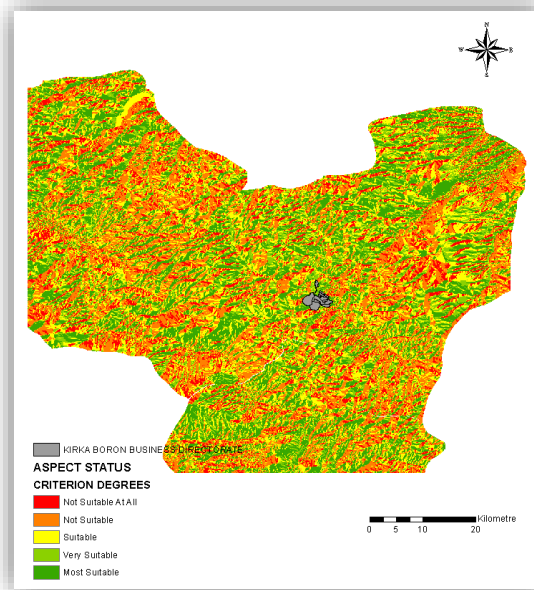 N
W E
S
KIRKA BORON BUSINESS DIRECTORATE
ASPECT STATUS
CRITERION DEGREES
Not Suitable At All
Not Suitable
Suitable
Very Suitable
Most Suitable
Kilometre
0 5 10 20